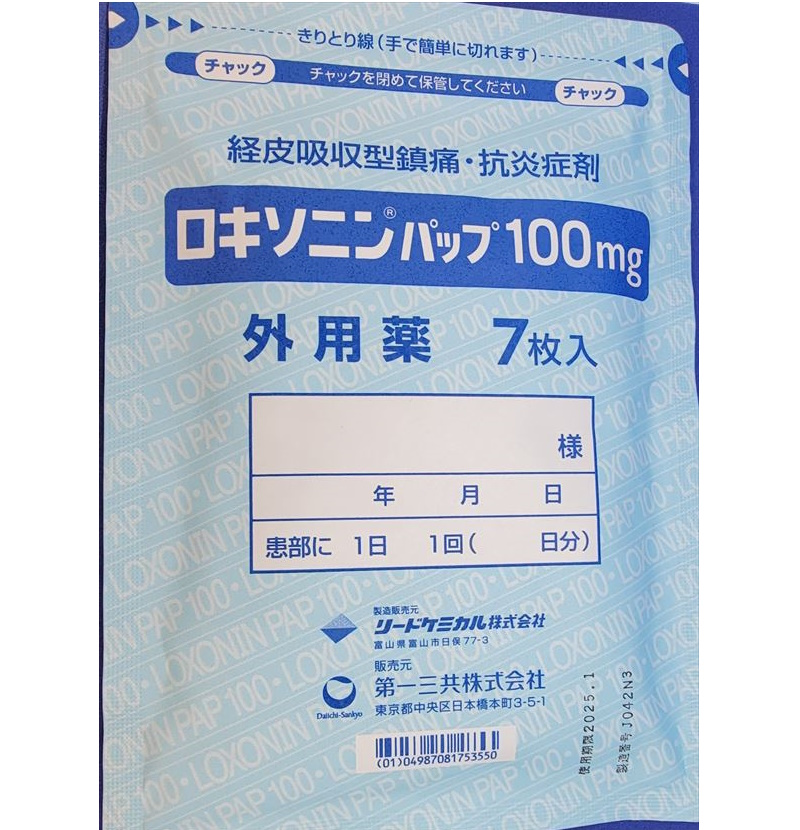 きりとり線(手で簡単に切れます)
チャック
チャックを閉めて保管してください
チャック
経皮吸収型鎮痛・抗炎症剤
ロキソニン®パップ100mg
外用薬 7枚入
様
年 月 日
患部に 1日 1回( 日分)
製造販売元
リードケミカル株式会社
富山県富山市日俣77-3
販売元
第一三共株式会社
東京都中央区日本橋本町3-5-1
Daiichi-Sankyo
(01)04987081753550
使用期限2025.1
製造番号J042N3
LOXONIN PAP 100